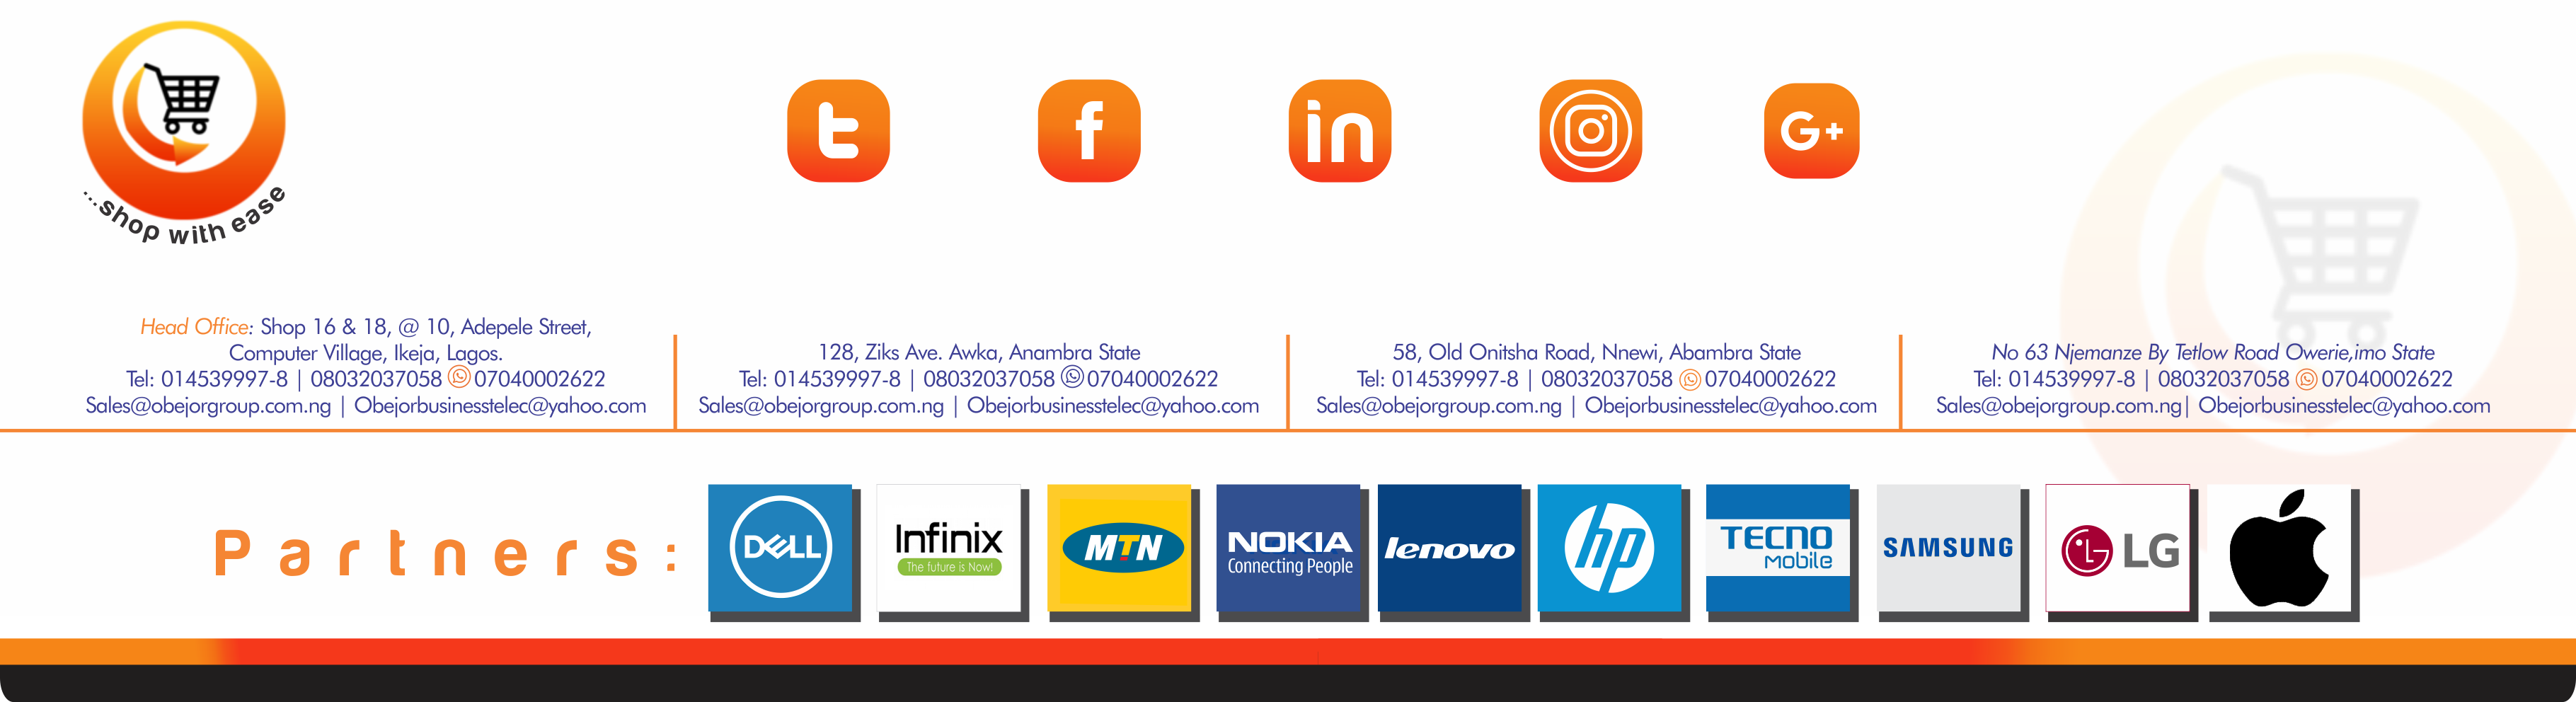 ...shop with ease
t f in G+
Head Office: Shop 16 & 18, @ 10, Adepele Street,
Computer Village, Ikeja, Lagos.
Tel: 014539997-8 | 08032037058 07040002622
Sales@obejorgroup.com.ng | Obejorbusinesstelec@yahoo.com
128, Ziks Ave. Awka, Anambra State
Tel: 014539997-8 | 08032037058 07040002622
Sales@obejorgroup.com.ng | Obejorbusinesstelec@yahoo.com
58, Old Onitsha Road, Nnewi, Abambra State
Tel: 014539997-8 | 08032037058 07040002622
Sales@obejorgroup.com.ng | Obejorbusinesstelec@yahoo.com
No 63 Njemanze By Tetlow Road Owerie,imo State
Tel: 014539997-8 | 08032037058 07040002622
Sales@obejorgroup.com.ng| Obejorbusinesstelec@yahoo.com
Partners:
DELL
Infinix
The future is Now!
MTN
NOKIA
Connecting People
lenovo
hp
TECNO
mobile
SAMSUNG
LG